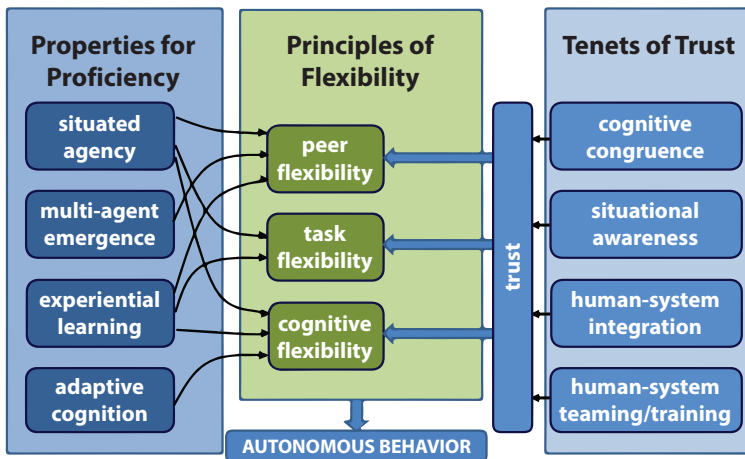 Properties for
Proficiency
situated
agency
multi-agent
emergence
experiential
learning
adaptive
cognition
Principles of
Flexibility
peer
flexibility
task
flexibility
cognitive
flexibility
AUTONOMOUS BEHAVIOR
trust
Tenets of Trust
cognitive
congruence
situational
awareness
human-system
integration
human-system
teaming/training